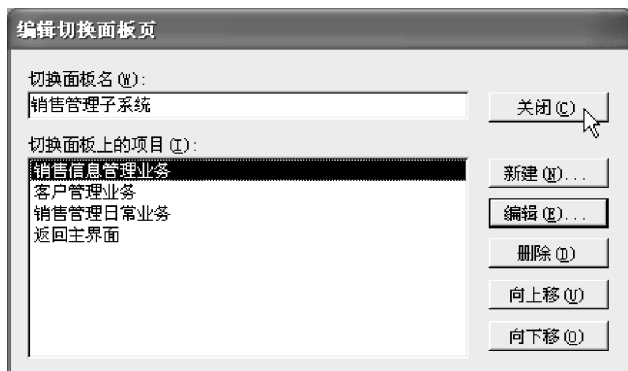 编辑切换面板页
切换面板名(W):
销售管理子系统
关闭(C)
切换面板上的项目(I):
销售信息管理业务
客户管理业务
销售管理日常业务
返回主界面
新建(N)...
编辑(E)...
删除(D)
向上移(U)
向下移(O)